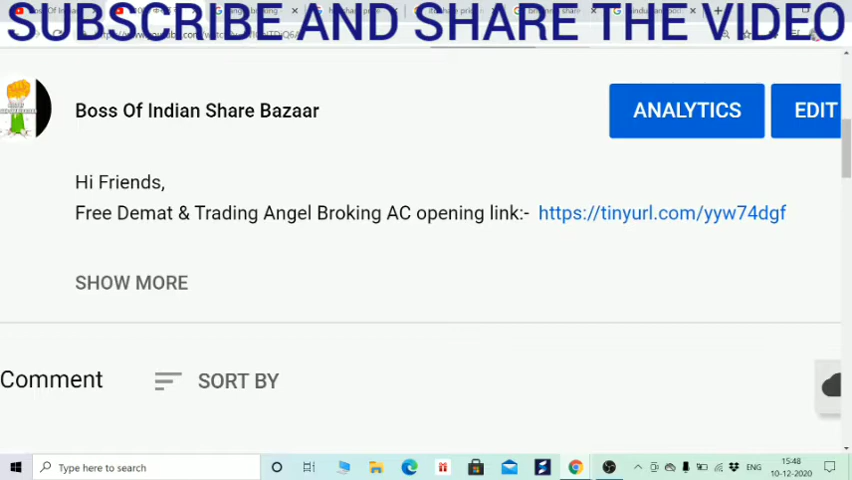 SUBSCRIBE AND SHARE THE VIDEO
Boss Of Indian Share Bazaar
ANALYTICS
EDIT
Hi Friends,
Free Demat & Trading Angel Broking AC opening link:- https://tinyurl.com/yyw74dgf
SHOW MORE
Comment
SORT BY
Type here to search
ENG
15:48
10-12-2020